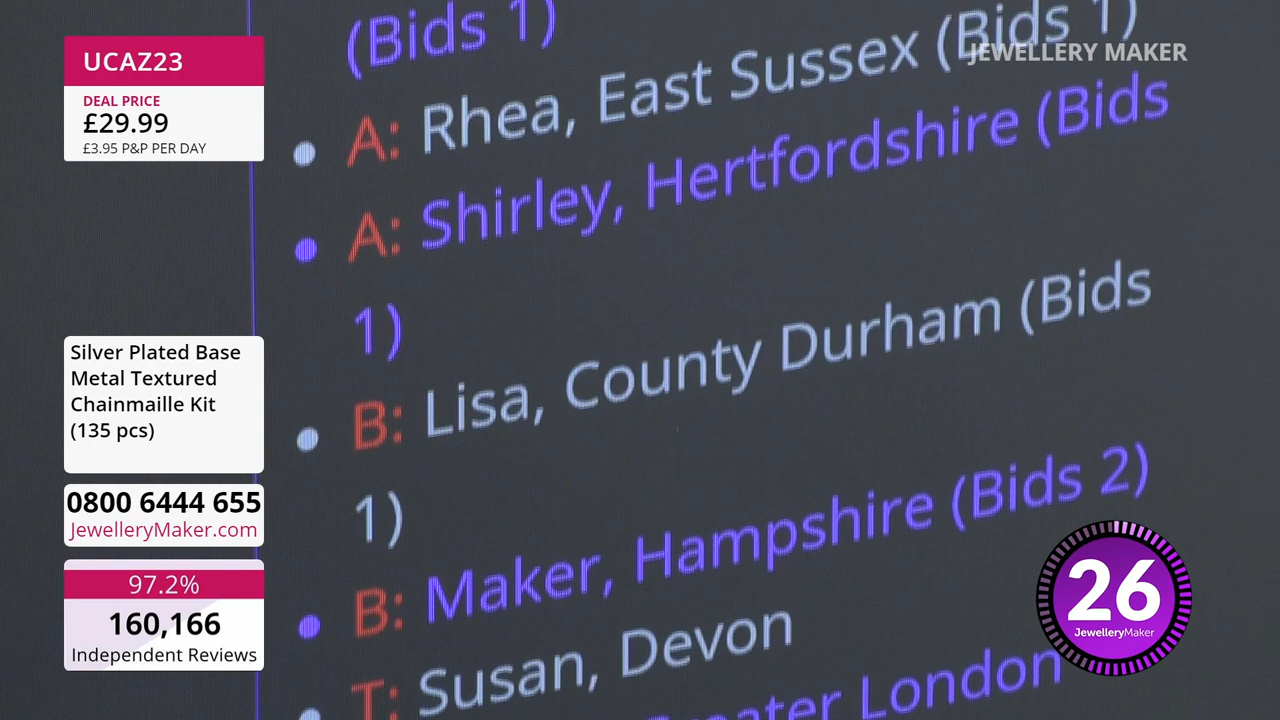 UCAZ23
DEAL PRICE
£29.99
£3.95 P&P PER DAY
Silver Plated Base
Metal Textured
Chainmaille Kit
(135 pcs)
0800 6444 655
JewelleryMaker.com
97.2%
160,166
Independent Reviews
JEWELLERY MAKER
(Bids 1)
A: Rhea, East Sussex (Bids 1)
A: Shirley, Hertfordshire (Bids
1)
B: Lisa, County Durham (Bids
1)
B: Maker, Hampshire (Bids 2)
T: Susan, Devon
Greater London
26
JewelleryMaker